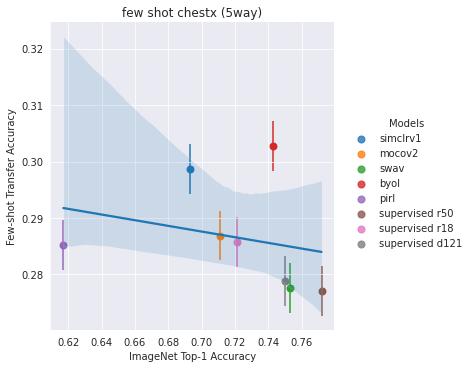 few shot chestx (5way)
0.32
0.31
0.30
0.29
0.28
Few-shot Transfer Accuracy
0.62 0.64 0.66 0.68 0.70 0.72 0.74 0.76
ImageNet Top-1 Accuracy
Models
simclrv1
mocov2
swav
byol
pirl
supervised r50
supervised r18
supervised d121